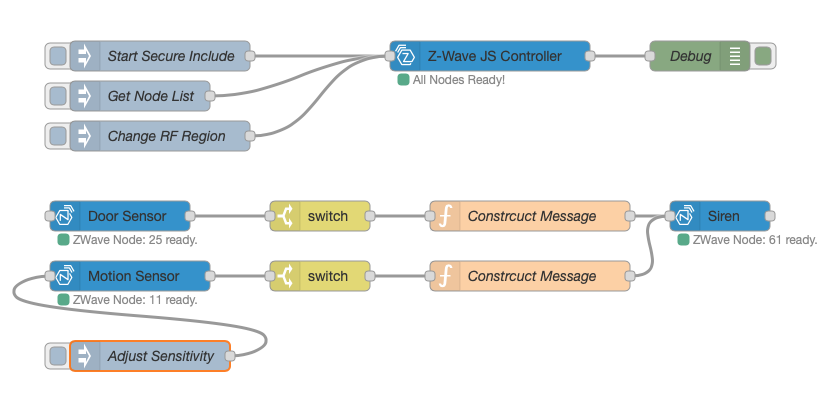 Start Secure Include
Z-Wave JS Controller
Debug
All Nodes Ready!
Get Node List
Change RF Region
Door Sensor
switch
Constrcuct Message
Siren
ZWave Node: 25 ready.
ZWave Node: 61 ready.
Motion Sensor
switch
Constrcuct Message
ZWave Node: 11 ready.
Adjust Sensitivity